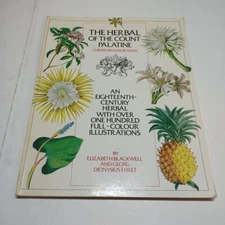 THE HERBAL
OF THE COUNT
PALATINE
AN
EIGHTEENTH-
CENTURY
HERBAL
WITH OVER
ONE HUNDRED
FULL-COLOUR
ILLUSTRATIONS
BY
ELIZABETH BLACKWELL
AND GEORG
DIONYSIUS EHRET